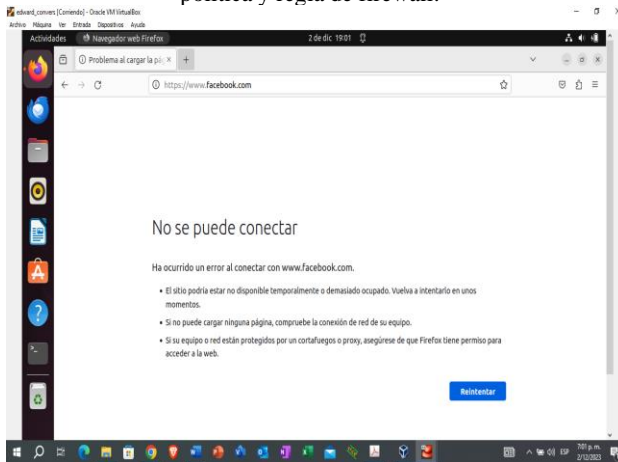 política y regla de firewall.
edward_comves [Corriendo] - Oracle VM VirtualBox
Archivo Máquina Ver Entrada Dispositivos Ayuda
Actividades Navegador web Firefox 2 de dic 19:01
Problema al cargar la pág
https://www.facebook.com
No se puede conectar
Ha ocurrido un error al conectar con www.facebook.com.
• El sitio podría estar no disponible temporalmente o demasiado ocupado. Vuelva a intentarlo en unos
momentos.
• Si no puede cargar ninguna página, compruebe la conexión de red de su equipo.
• Si su equipo o red están protegidos por un cortafuegos o proxy, asegúrese de que Firefox tiene permiso para
acceder a la web.
Reintentar
ESP
7:01 p. m.
2/12/2023